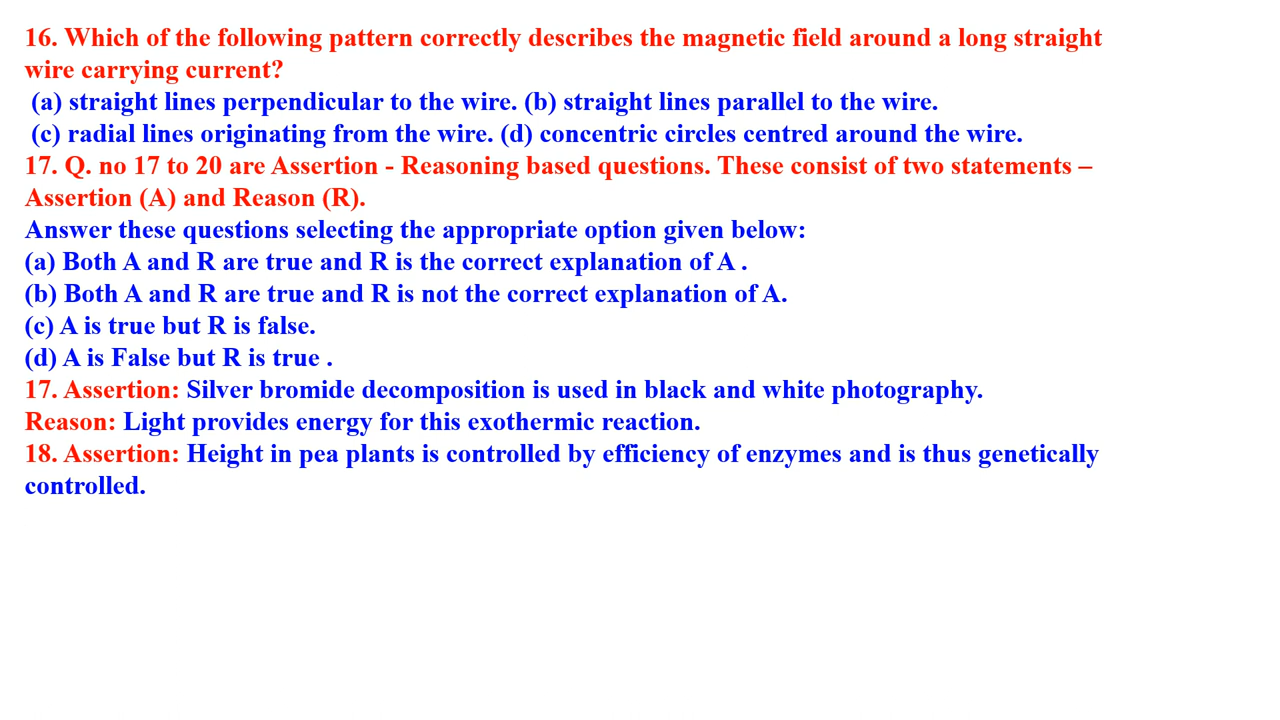 16. Which of the following pattern correctly describes the magnetic field around a long straight
wire carrying current?
(a) straight lines perpendicular to the wire. (b) straight lines parallel to the wire.
(c) radial lines originating from the wire. (d) concentric circles centred around the wire.
17. Q. no 17 to 20 are Assertion - Reasoning based questions. These consist of two statements –
Assertion (A) and Reason (R).
Answer these questions selecting the appropriate option given below:
(a) Both A and R are true and R is the correct explanation of A .
(b) Both A and R are true and R is not the correct explanation of A.
(c) A is true but R is false.
(d) A is False but R is true .
17. Assertion: Silver bromide decomposition is used in black and white photography.
Reason: Light provides energy for this exothermic reaction.
18. Assertion: Height in pea plants is controlled by efficiency of enzymes and is thus genetically
controlled.